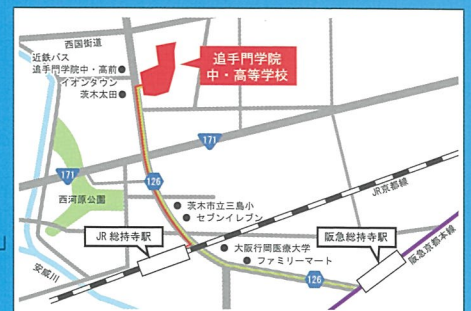 西国街道
近鉄バス
追手門学院中・高前
イオンタウン
茨木太田
追手門学院
中・高等学校
171
171
126
西河原公園
茨木市立三島小
セブンイレブン
JR京都線
JR総持寺駅
阪急総持寺駅
大阪行岡医療大学
ファミリーマート
阪急京都本線
安威川
126
」